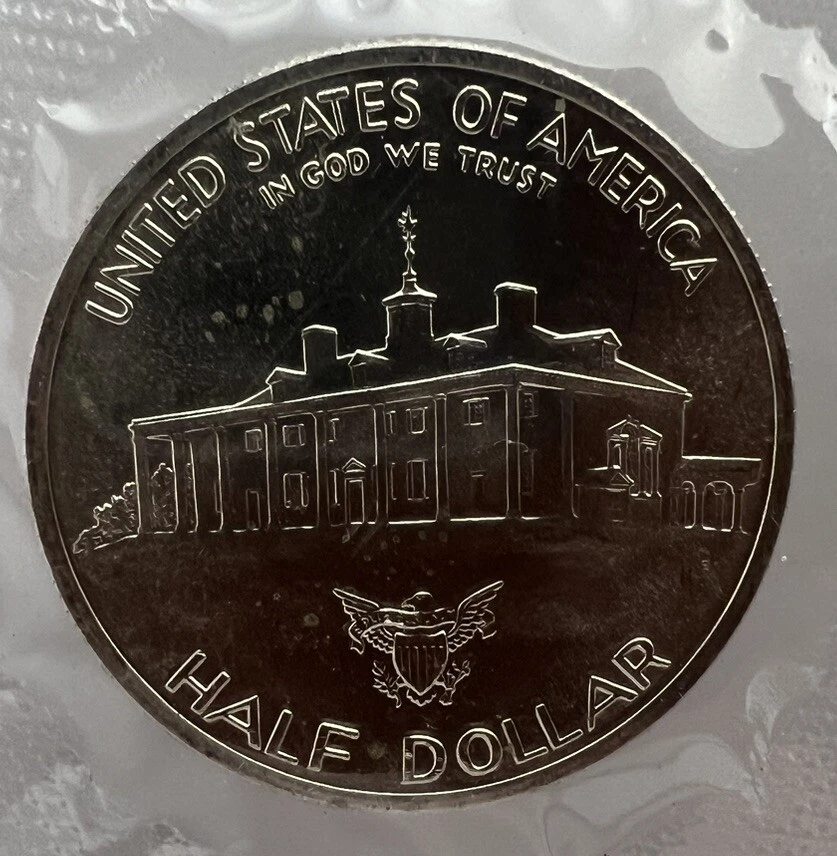 UNITED STATES OF AMERICA
IN GOD WE TRUST
HALF DOLLAR